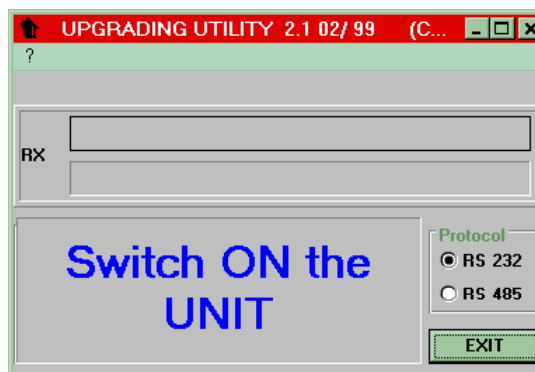 UPGRADING UTILITY 2.1 02/ 99 (C...
?
RX
Switch ON the
UNIT
Protocol
RS 232
RS 485
EXIT